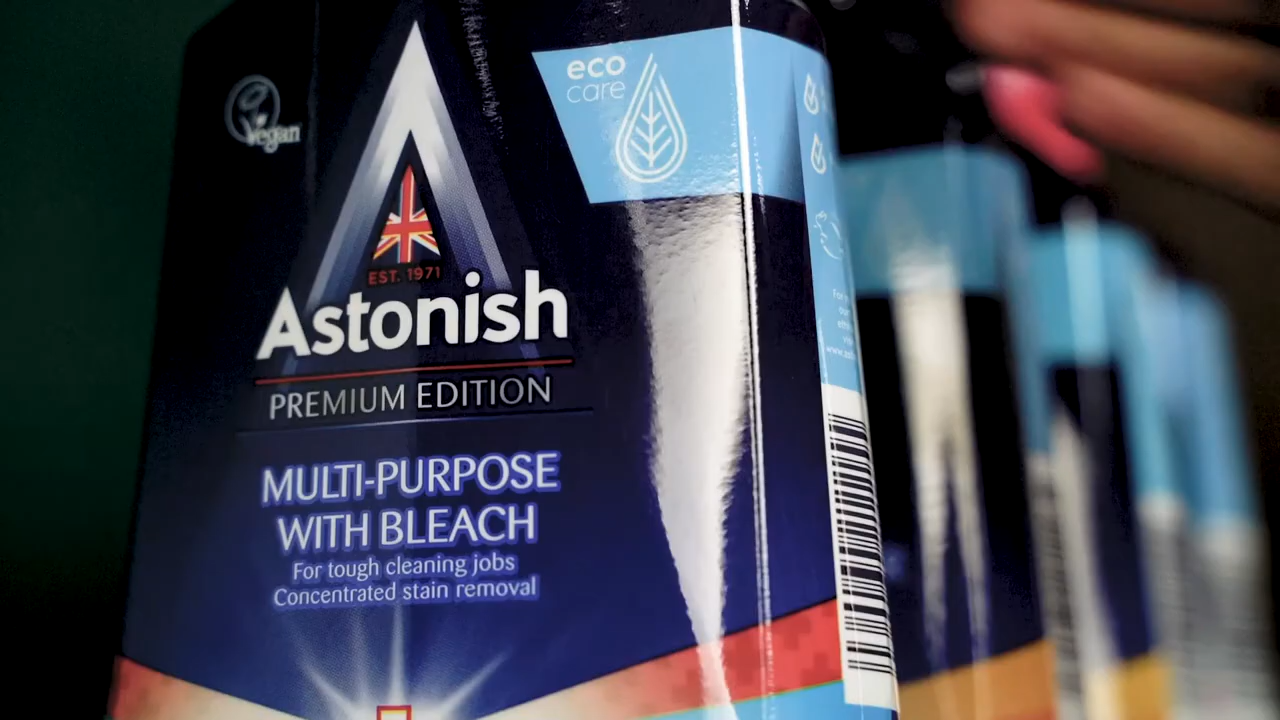 Vegan
eco
care
EST. 1971
Astonish
PREMIUM EDITION
MULTI-PURPOSE
WITH BLEACH
For tough cleaning jobs
Concentrated stain removal